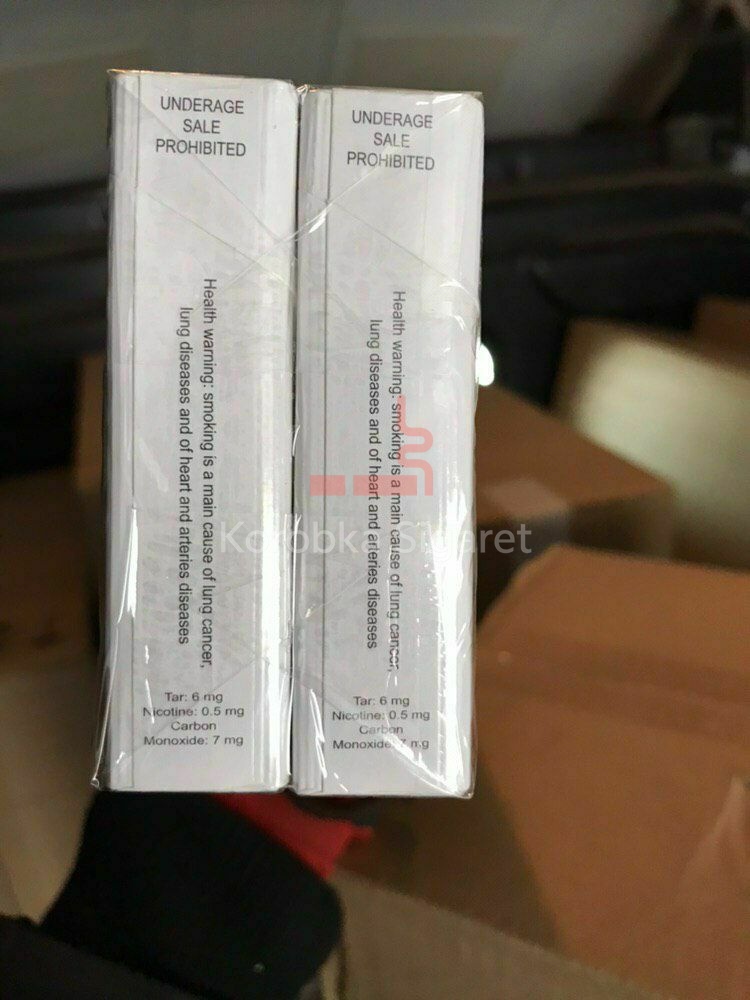 UNDERAGE
SALE
PROHIBITED
Health warning: smoking is a main cause of lung cancer,
lung diseases and of heart and arteries diseases
Tar: 6 mg
Nicotine: 0.5 mg
Carbon
Monoxide: 7 mg
UNDERAGE
SALE
PROHIBITED
Health warning: smoking is a main cause of lung cancer,
lung diseases and of heart and arteries diseases
Tar: 6 mg
Nicotine: 0.5 mg
Carbon
Monoxide: 7 mg
Korobka Sigaret